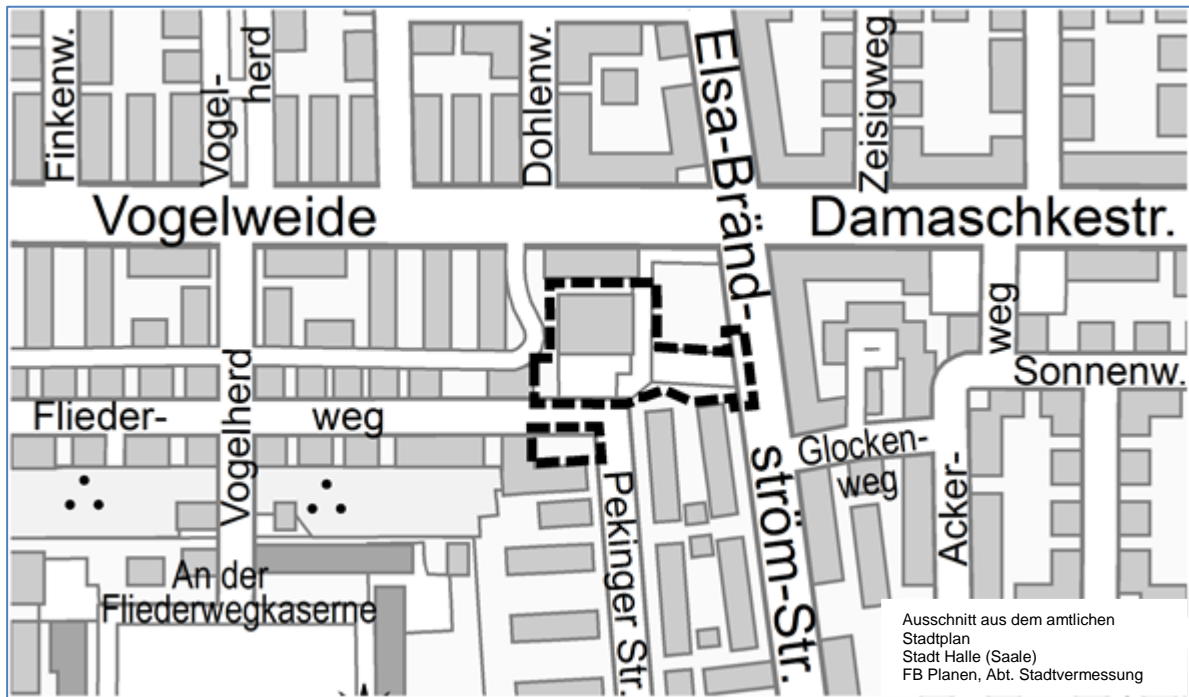 Finkenw.
Vogel-
herd
Dohlenw.
Elsa-Bränd-
ström-Str.
Zeisigweg
Vogelweide
Damaschkestr.
weg
Sonnenw.
Flieder-
weg
Vogelherd
Glocken-
weg
Acker-
Pekinger Str.
An der
Fliederwegkaserne
Ausschnitt aus dem amtlichen
Stadtplan
Stadt Halle (Saale)
FB Planen, Abt. Stadtvermessung